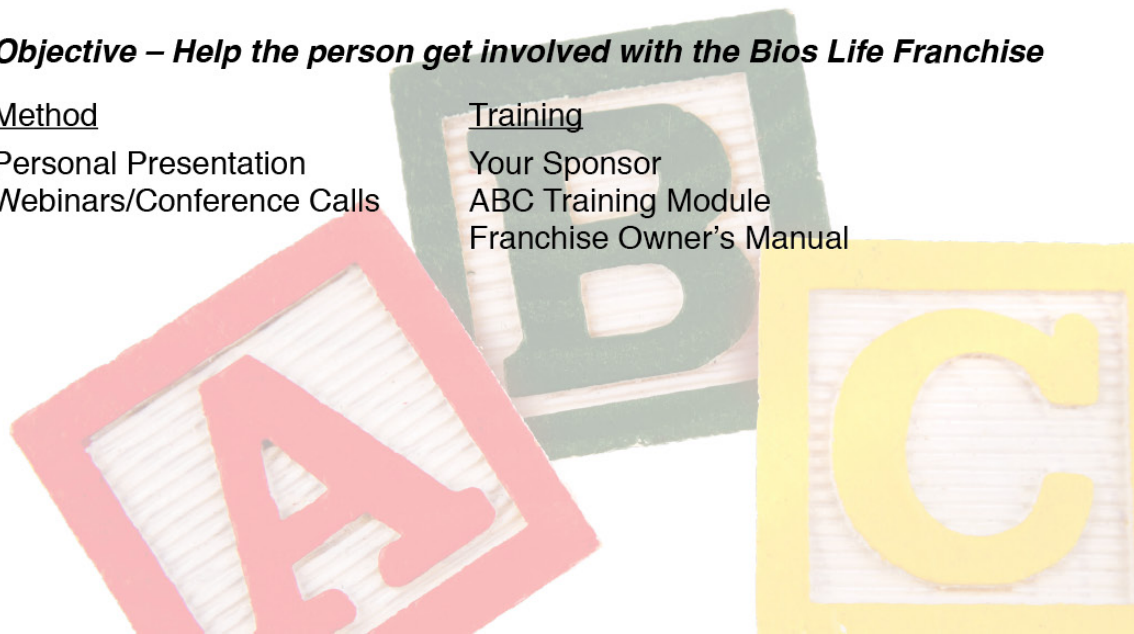 Objective – Help the person get involved with the Bios Life Franchise
Method
Training
Personal Presentation
Your Sponsor
Webinars/Conference Calls
ABC Training Module
Franchise Owner’s Manual
B
A
C